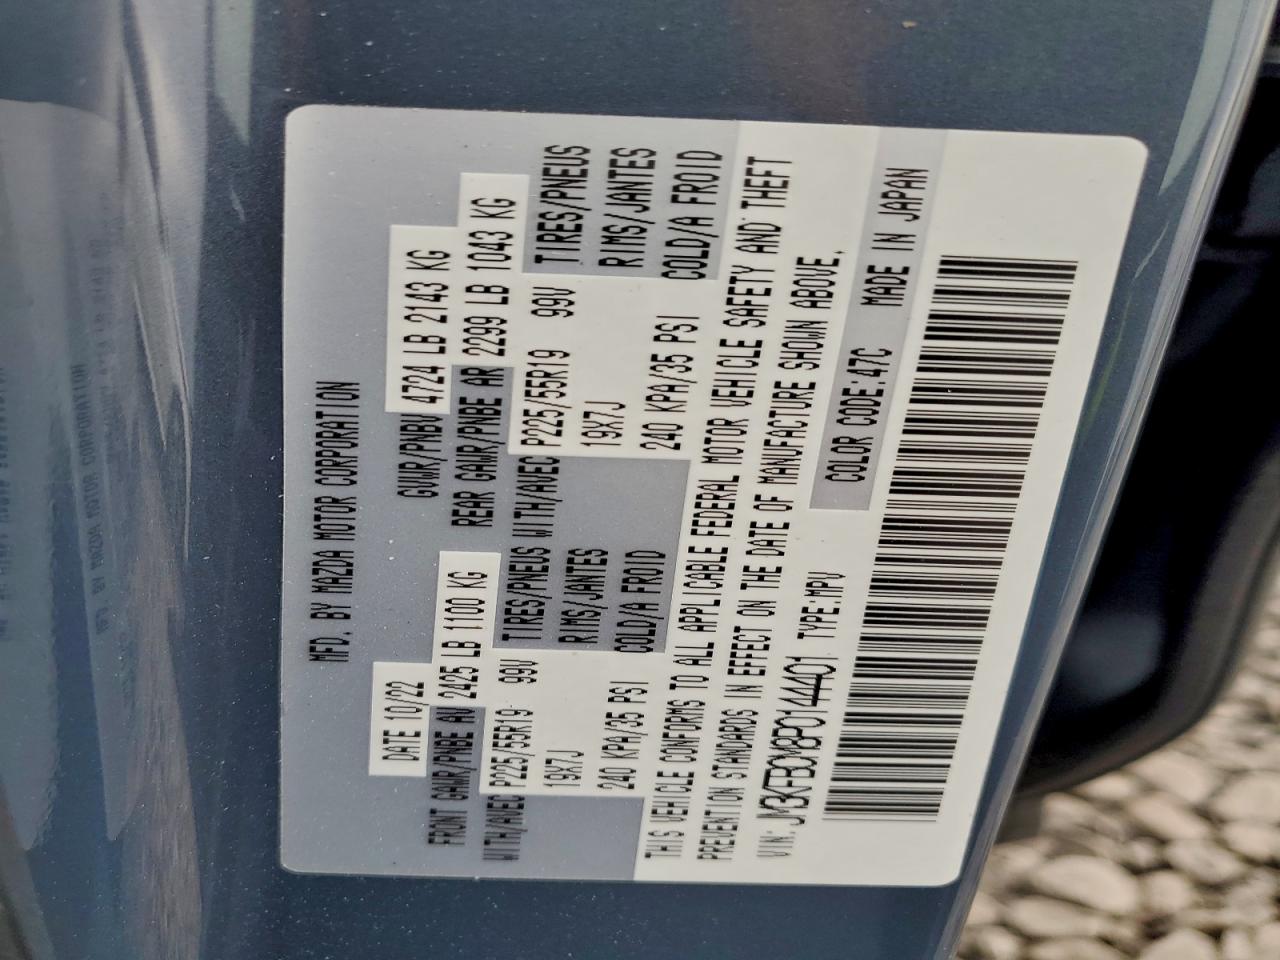 MFD. BY MAZDA MOTOR CORPORATION
DATE 10/22 GVWR/PNBV 4724 LB 2143 KG
FRONT GAWR/PNBE AV 2425 LB 1100 KG REAR GAWR/PNBE AR 2299 LB 1043 KG
WITH/AVEC P225/55R19 99V TIRES/PNEUS WITH/AVEC P225/55R19 99V TIRES/PNEUS
19X7J RIMS/JANTES 19X7J RIMS/JANTES
240 KPA/35 PSI COLD/A FROID 240 KPA/35 PSI COLD/A FROID
THIS VEHICLE CONFORMS TO ALL APPLICABLE FEDERAL MOTOR VEHICLE SAFETY AND THEFT
PREVENTION STANDARDS IN EFFECT ON THE DATE OF MANUFACTURE SHOWN ABOVE.
VIN: JM3KFBCM8P0144401 TYPE:MPV COLOR CODE:47C MADE IN JAPAN